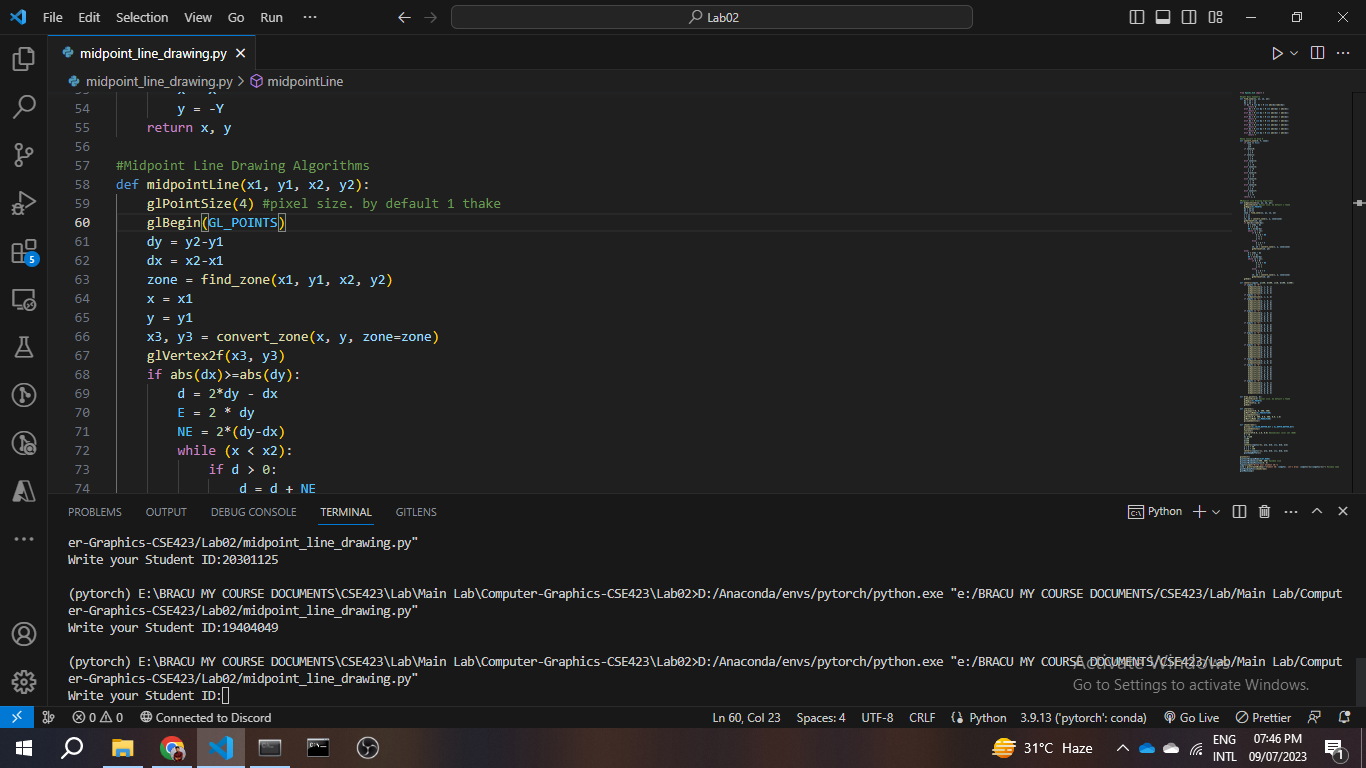 File Edit Selection View Go Run ··· Lab02
midpoint_line_drawing.py
midpoint_line_drawing.py > midpointLine
54 y = -Y
55 return x, y
56
57 #Midpoint Line Drawing Algorithms
58 def midpointLine(x1, y1, x2, y2):
59 glPointSize(4) #pixel size. by default 1 thake
60 glBegin(GL_POINTS)
61 dy = y2-y1
62 dx = x2-x1
63 zone = find_zone(x1, y1, x2, y2)
64 x = x1
65 y = y1
66 x3, y3 = convert_zone(x, y, zone=zone)
67 glVertex2f(x3, y3)
68 if abs(dx)>=abs(dy):
69 d = 2*dy - dx
70 E = 2 * dy
71 NE = 2*(dy-dx)
72 while (x < x2):
73 if d > 0:
74 d = d + NE
5
PROBLEMS OUTPUT DEBUG CONSOLE TERMINAL GITLENS Python
er-Graphics-CSE423/Lab02/midpoint_line_drawing.py"
Write your Student ID:20301125
(pytorch) E:\BRACU MY COURSE DOCUMENTS\CSE423\Lab\Main Lab\Computer-Graphics-CSE423\Lab02>D:/Anaconda/envs/pytorch/python.exe "e:/BRACU MY COURSE DOCUMENTS/CSE423/Lab/Main Lab/Comput
er-Graphics-CSE423/Lab02/midpoint_line_drawing.py"
Write your Student ID:19404049
(pytorch) E:\BRACU MY COURSE DOCUMENTS\CSE423\Lab\Main Lab\Computer-Graphics-CSE423\Lab02>D:/Anaconda/envs/pytorch/python.exe "e:/BRACU MY COURSE DOCUMENTS/CSE423/Lab/Main Lab/Comput
er-Graphics-CSE423/Lab02/midpoint_line_drawing.py"
Write your Student ID:
Activate Windows
Go to Settings to activate Windows.
0 0 Connected to Discord Ln 60, Col 23 Spaces: 4 UTF-8 CRLF Python 3.9.13 ('pytorch': conda) Go Live Prettier
31°C Haze ENG 07:46 PM
INTL 09/07/2023 1